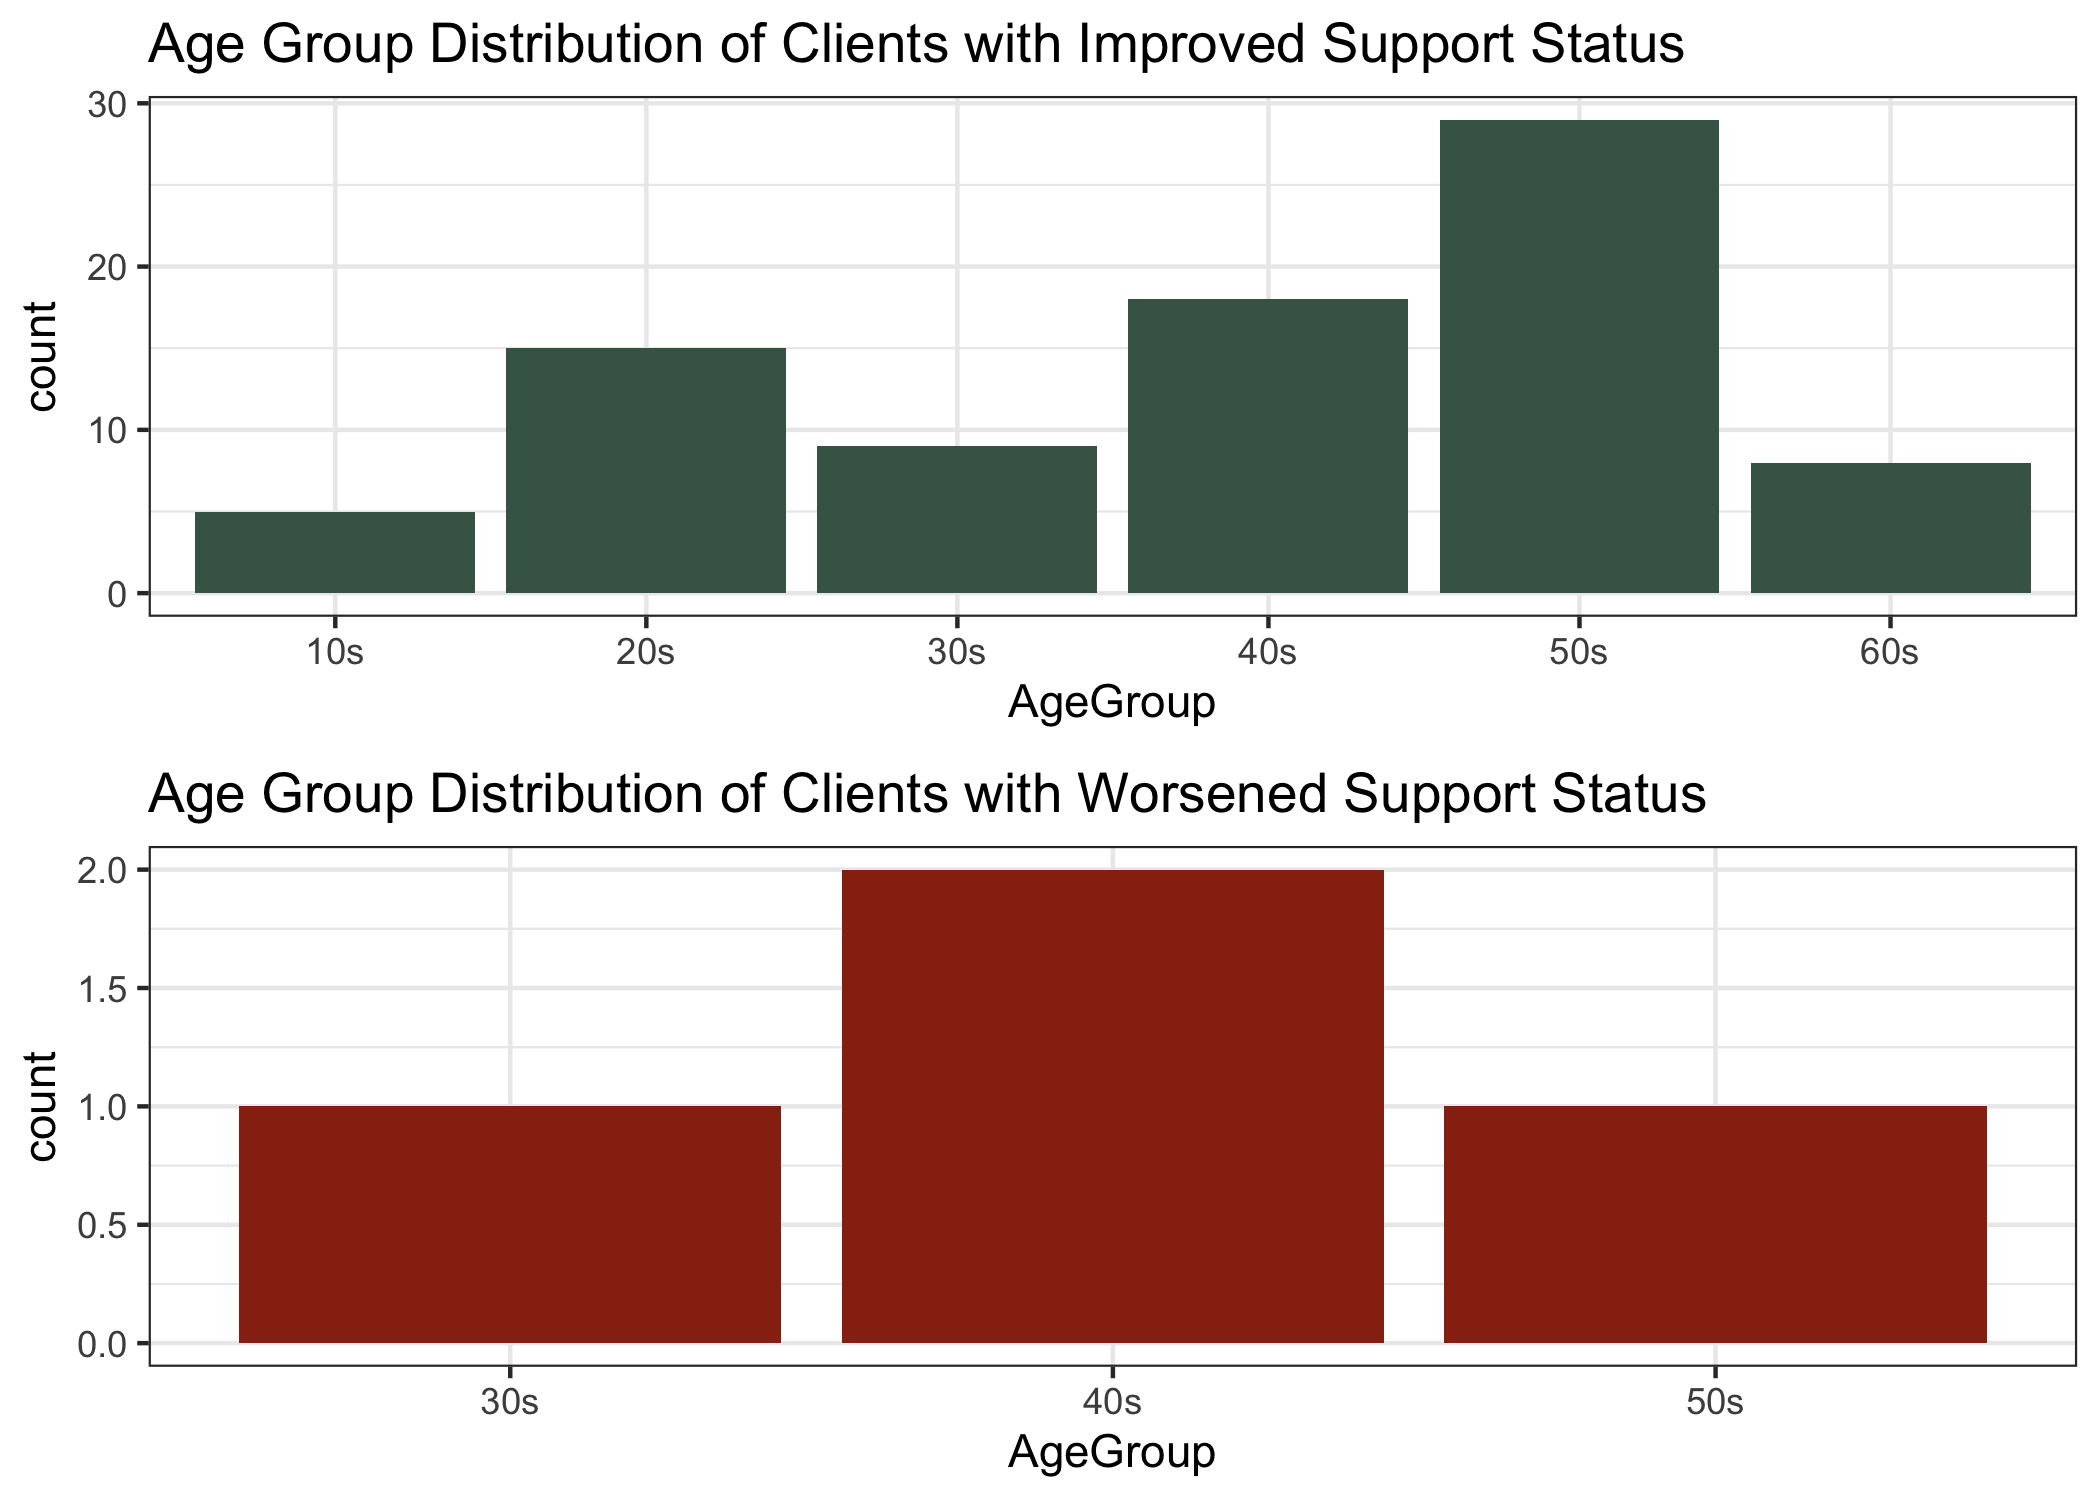 Age Group Distribution of Clients with Improved Support Status
30
20
10
0
count
10s 20s 30s 40s 50s 60s
AgeGroup
Age Group Distribution of Clients with Worsened Support Status
2.0
1.5
1.0
0.5
0.0
count
30s 40s 50s
AgeGroup